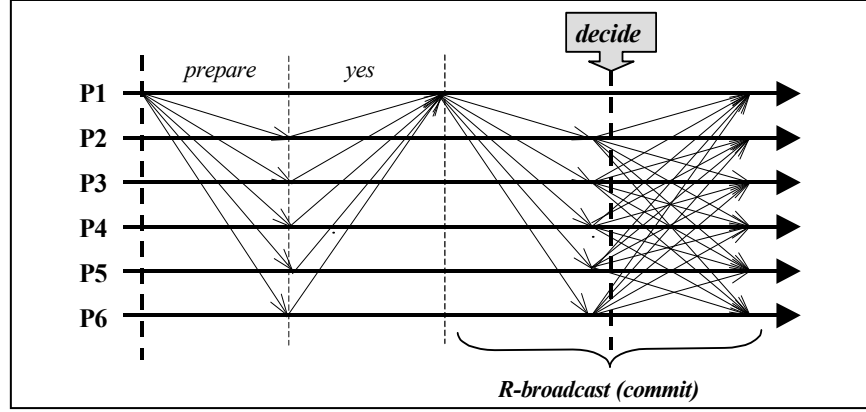 decide
prepare yes
P1
P2
P3
P4
P5
P6
R-broadcast (commit)